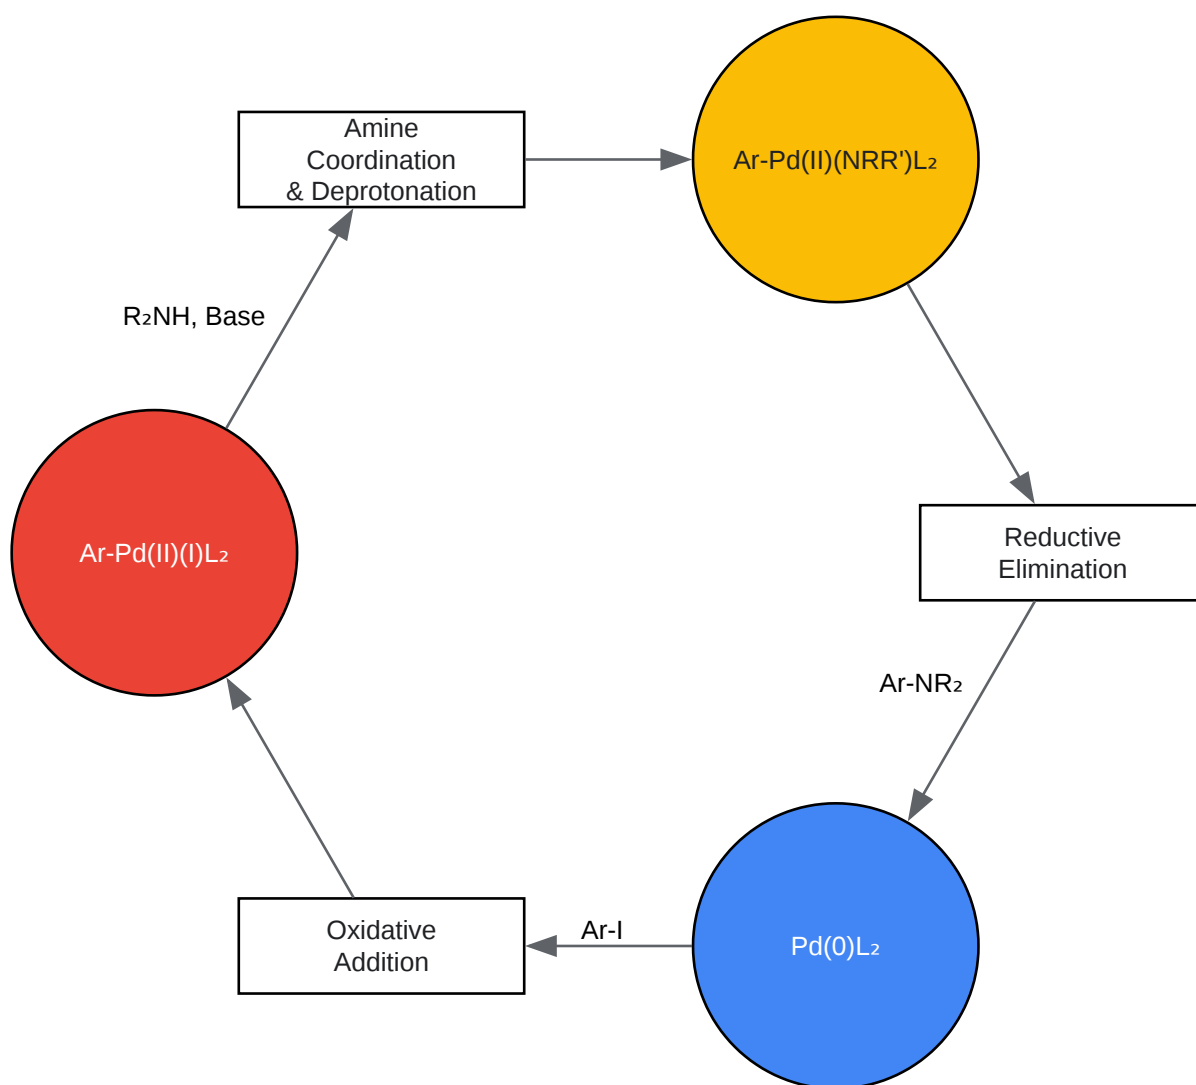 Amine
Coordination
& Deprotonation
Ar-Pd(II)(NRR')L₂
R₂NH, Base
Ar-Pd(II)(I)L₂
Reductive
Elimination
Ar-NR₂
Oxidative
Addition
Ar-I
Pd(0)L₂